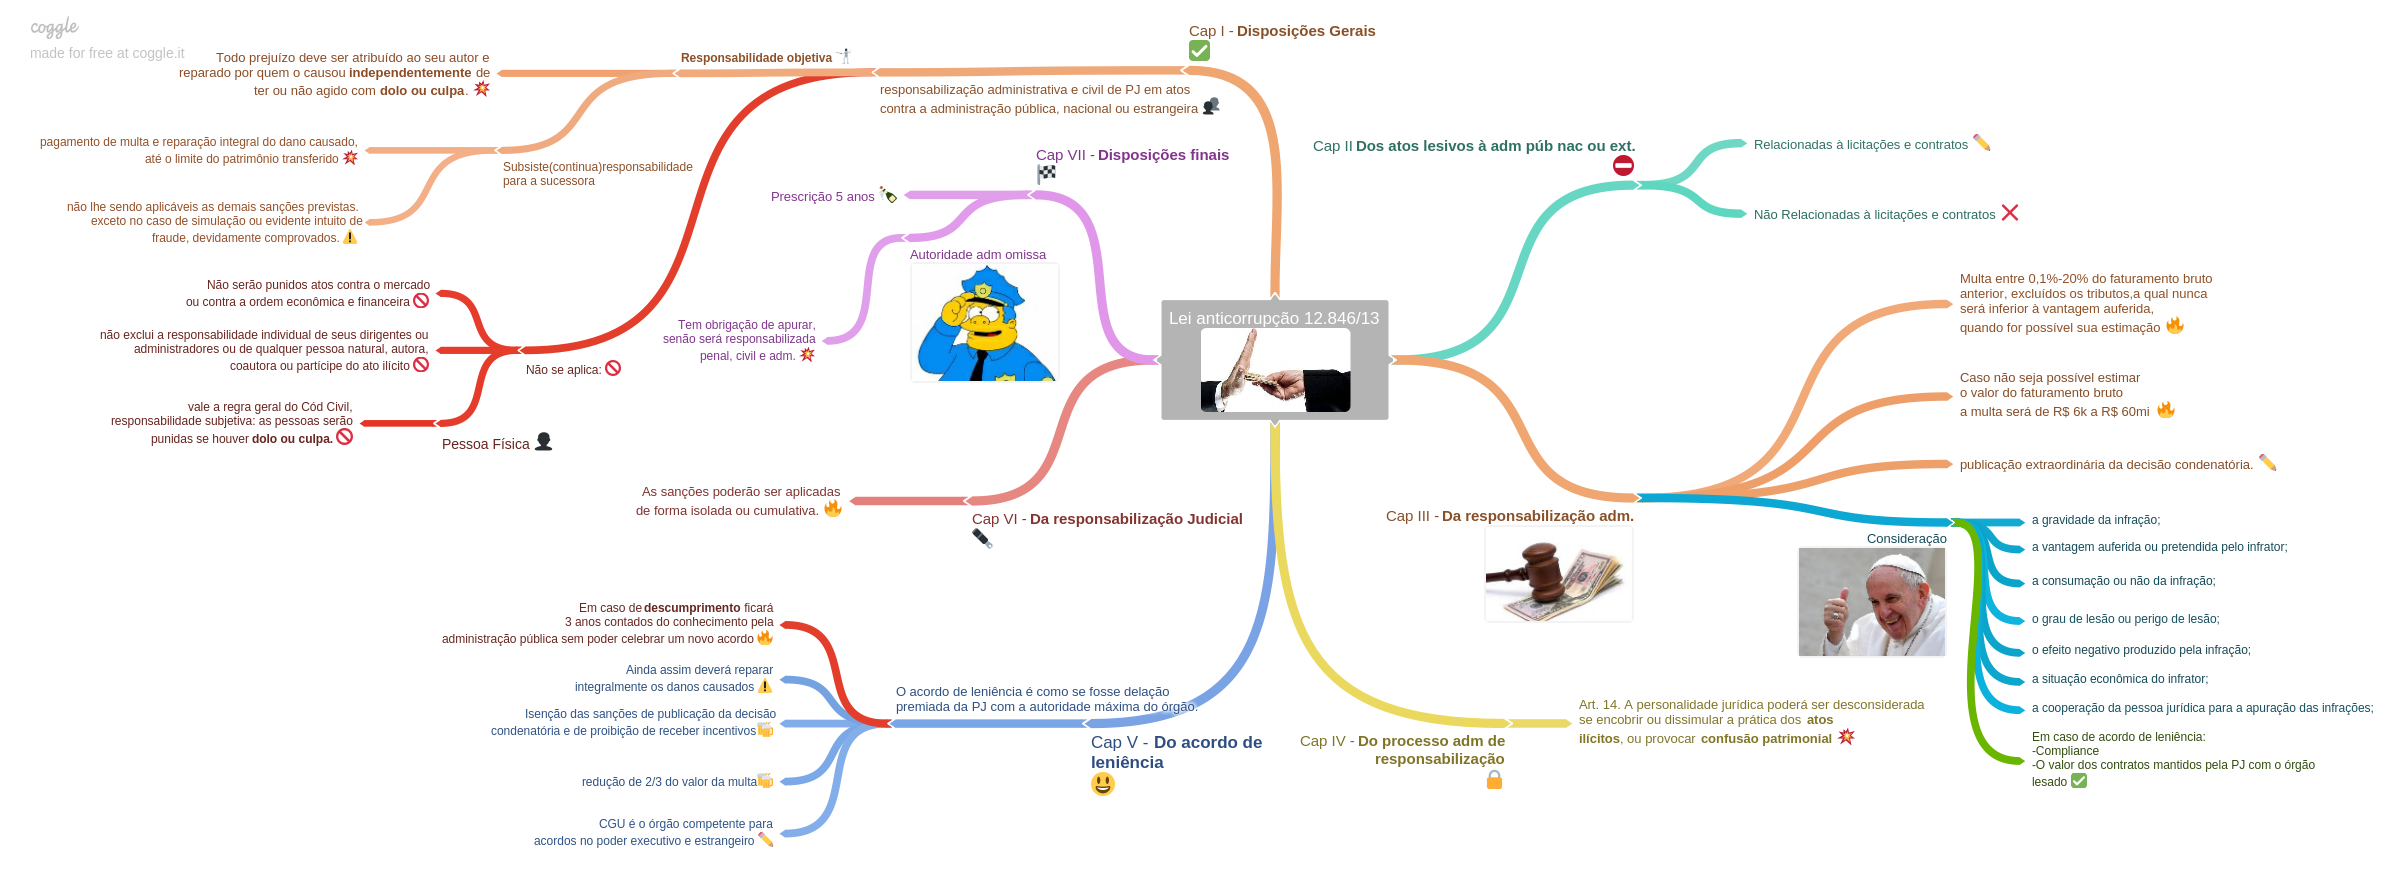 coggle
made for free at coggle.it
Cap I - Disposições Gerais
responsabilização administrativa e civil de PJ em atos
contra a administração pública, nacional ou estrangeira
Responsabilidade objetiva
Todo prejuízo deve ser atribuído ao seu autor e
reparado por quem o causou independentemente de
ter ou não agido com dolo ou culpa.
Subsiste(continua)responsabilidade
para a sucessora
pagamento de multa e reparação integral do dano causado,
até o limite do patrimônio transferido
não lhe sendo aplicáveis as demais sanções previstas.
exceto no caso de simulação ou evidente intuito de
fraude, devidamente comprovados.
Não se aplica:
Não serão punidos atos contra o mercado
ou contra a ordem econômica e financeira
não exclui a responsabilidade individual de seus dirigentes ou
administradores ou de qualquer pessoa natural, autora,
coautora ou partícipe do ato ilícito
Pessoa Física
vale a regra geral do Cód Civil,
responsabilidade subjetiva: as pessoas serão
punidas se houver dolo ou culpa.
Cap VII - Disposições finais
Prescrição 5 anos
Autoridade adm omissa
Tem obrigação de apurar,
senão será responsabilizada
penal, civil e adm.
Lei anticorrupção 12.846/13
Cap II Dos atos lesivos à adm púb nac ou ext.
Relacionadas à licitações e contratos
Não Relacionadas à licitações e contratos
Cap III - Da responsabilização adm.
Multa entre 0,1%-20% do faturamento bruto
anterior, excluídos os tributos,a qual nunca
será inferior à vantagem auferida,
quando for possível sua estimação
Caso não seja possível estimar
o valor do faturamento bruto
a multa será de R$ 6k a R$ 60mi
publicação extraordinária da decisão condenatória.
Consideração
a gravidade da infração;
a vantagem auferida ou pretendida pelo infrator;
a consumação ou não da infração;
o grau de lesão ou perigo de lesão;
o efeito negativo produzido pela infração;
a situação econômica do infrator;
a cooperação da pessoa jurídica para a apuração das infrações;
Em caso de acordo de leniência:
-Compliance
-O valor dos contratos mantidos pela PJ com o órgão
lesado
Cap VI - Da responsabilização Judicial
As sanções poderão ser aplicadas
de forma isolada ou cumulativa.
Cap IV - Do processo adm de
responsabilização
Art. 14. A personalidade jurídica poderá ser desconsiderada
se encobrir ou dissimular a prática dos atos
ilícitos, ou provocar confusão patrimonial
Cap V - Do acordo de
leniência
O acordo de leniência é como se fosse delação
premiada da PJ com a autoridade máxima do órgão.
Em caso de descumprimento ficará
3 anos contados do conhecimento pela
administração pública sem poder celebrar um novo acordo
Ainda assim deverá reparar
integralmente os danos causados
Isenção das sanções de publicação da decisão
condenatória e de proibição de receber incentivos
redução de 2/3 do valor da multa
CGU é o órgão competente para
acordos no poder executivo e estrangeiro